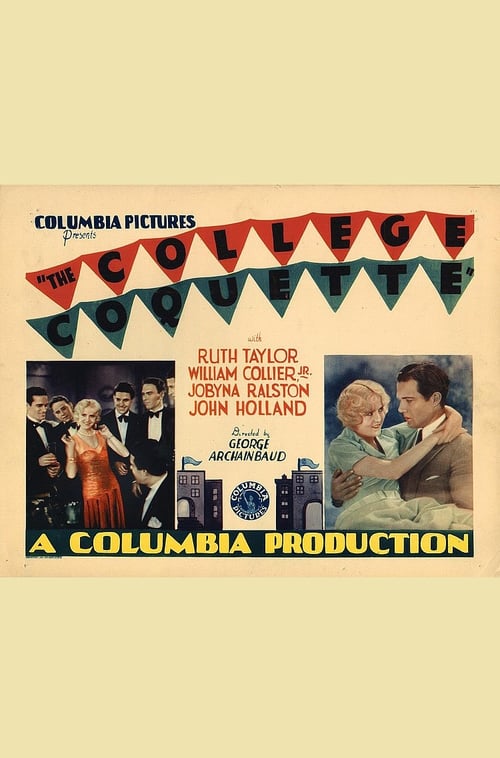 COLUMBIA PICTURES
Presents
"THE COLLEGE
COQUETTE"
with
RUTH TAYLOR
WILLIAM COLLIER, JR.
JOBYNA RALSTON
JOHN HOLLAND
Directed by
GEORGE
ARCHAINBAUD
COLUMBIA
PICTURES
A COLUMBIA PRODUCTION